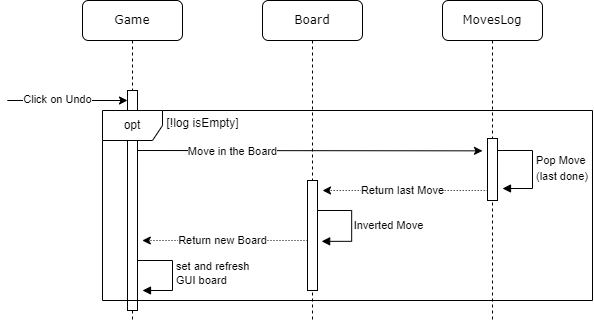 Game
Board
MovesLog
Click on Undo
opt
[!log isEmpty]
Move in the Board
Pop Move
(last done)
Return last Move
Inverted Move
Return new Board
set and refresh
GUI board